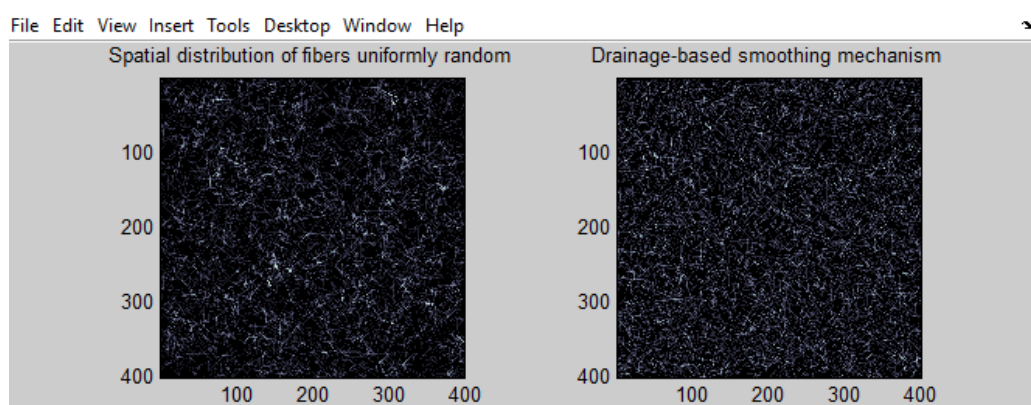 File Edit View Insert Tools Desktop Window Help
Spatial distribution of fibers uniformly random
100
200
300
400
100 200 300 400
Drainage-based smoothing mechanism
100
200
300
400
100 200 300 400